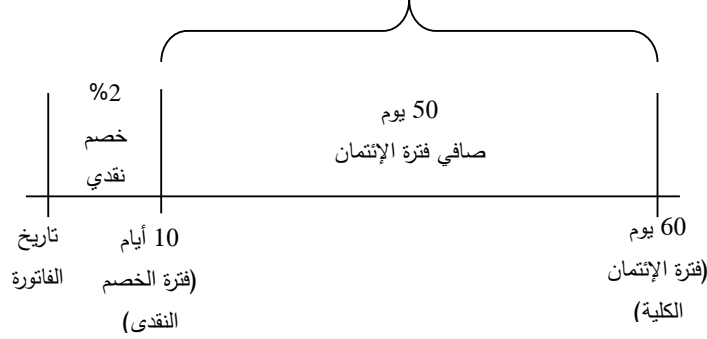 %2
خصم
نقدي
50 يوم
صافي فترة الإئتمان
تاريخ
الفاتورة
10 أيام
(فترة الخصم
النقدي)
60 يوم
(فترة الإئتمان
الكلية)